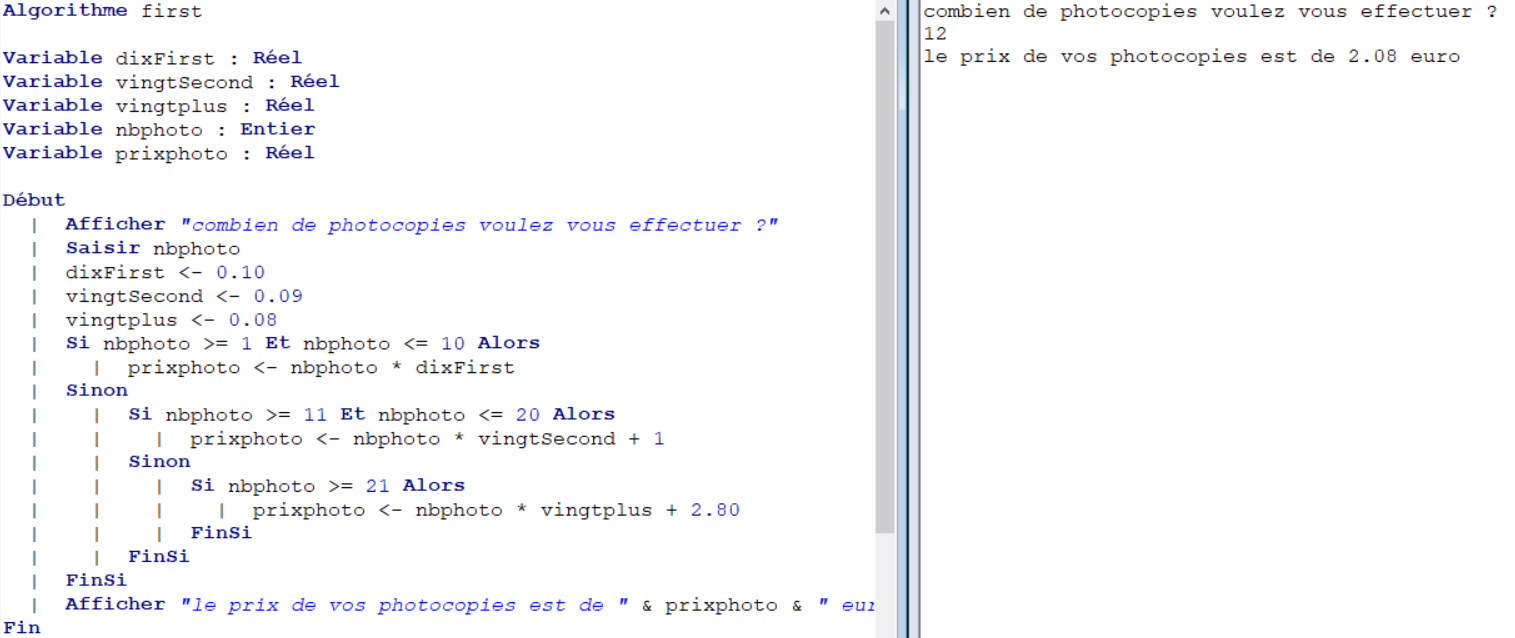 Algorithme first
Variable dixFirst : Réel
Variable vingtSecond : Réel
Variable vingtplus : Réel
Variable nbphoto : Entier
Variable prixphoto : Réel
Début
| Afficher "combien de photocopies voulez vous effectuer ?"
| Saisir nbphoto
| dixFirst <- 0.10
| vingtSecond <- 0.09
| vingtplus <- 0.08
| Si nbphoto >= 1 Et nbphoto <= 10 Alors
| | prixphoto <- nbphoto * dixFirst
| Sinon
| | Si nbphoto >= 11 Et nbphoto <= 20 Alors
| | | prixphoto <- nbphoto * vingtSecond + 1
| | Sinon
| | | Si nbphoto >= 21 Alors
| | | | prixphoto <- nbphoto * vingtplus + 2.80
| | | FinSi
| | FinSi
| FinSi
| Afficher "le prix de vos photocopies est de " & prixphoto & " eur
Fin
combien de photocopies voulez vous effectuer ?
12
le prix de vos photocopies est de 2.08 euro